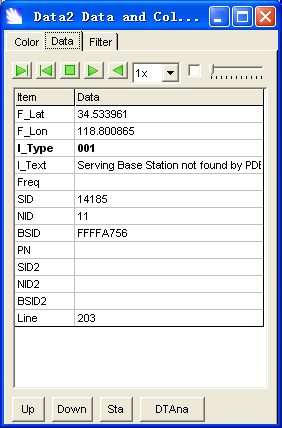 Data2 Data and Col...
Color Data Filter
1x
Item Data
F_Lat 34.533961
F_Lon 118.800865
I_Type 001
I_Text Serving Base Station not found by PDE
Freq
SID 14185
NID 11
BSID FFFFA756
PN
SID2
NID2
BSID2
Line 203
Up Down Sta DTAna